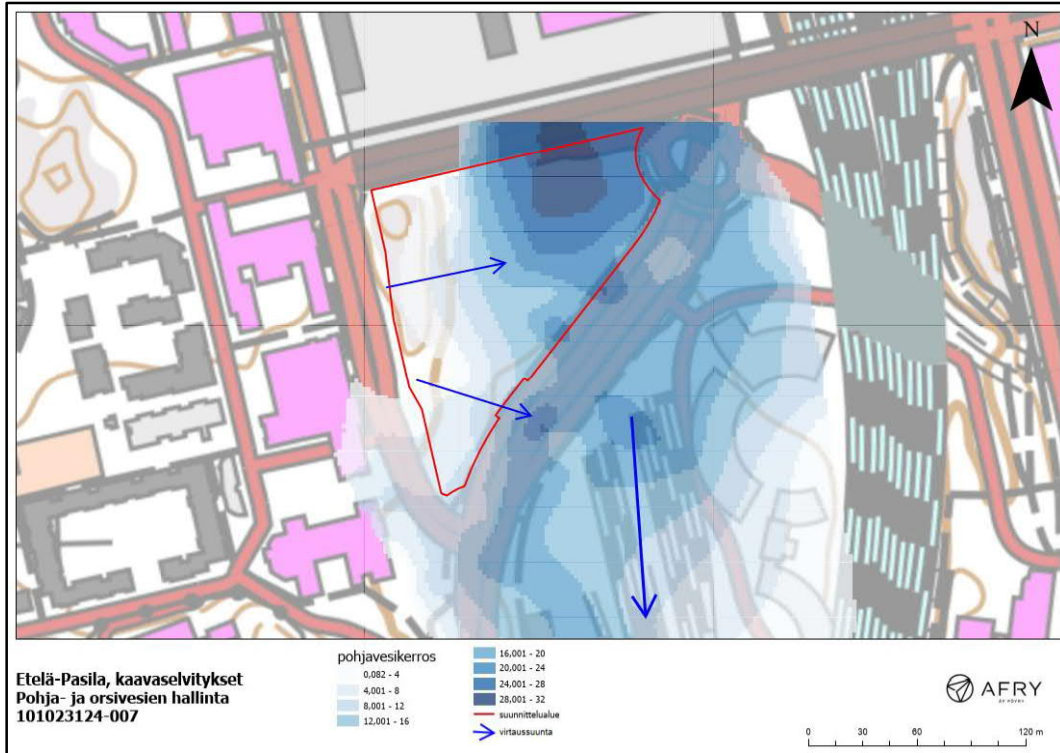 N
Etelä-Pasila, kaavaselvitykset
Pohja- ja orsivesien hallinta
101023124-007
pohjavesikerros
0,082 - 4
4,001 - 8
8,001 - 12
12,001 - 16
16,001 - 20
20,001 - 24
24,001 - 28
28,001 - 32
suunnittelualue
virtaussuunta
AFRY
ÅF PÖYRY
0 30 60 120 m